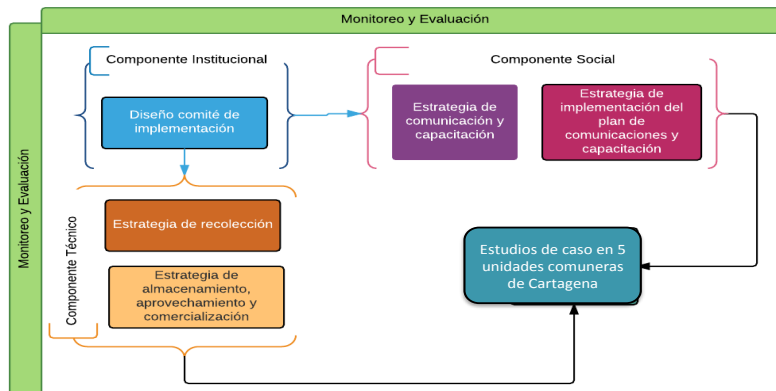 Monitoreo y Evaluación
Monitoreo y Evaluación
Componente Institucional
Diseño comité de
implementación
Componente Social
Estrategia de
comunicación y
capacitación
Estrategia de
implementación del
plan de
comunicaciones y
capacitación
Componente Técnico
Estrategia de recolección
Estrategia de
almacenamiento,
aprovechamiento y
comercialización
Estudios de caso en 5
unidades comuneras
de Cartagena